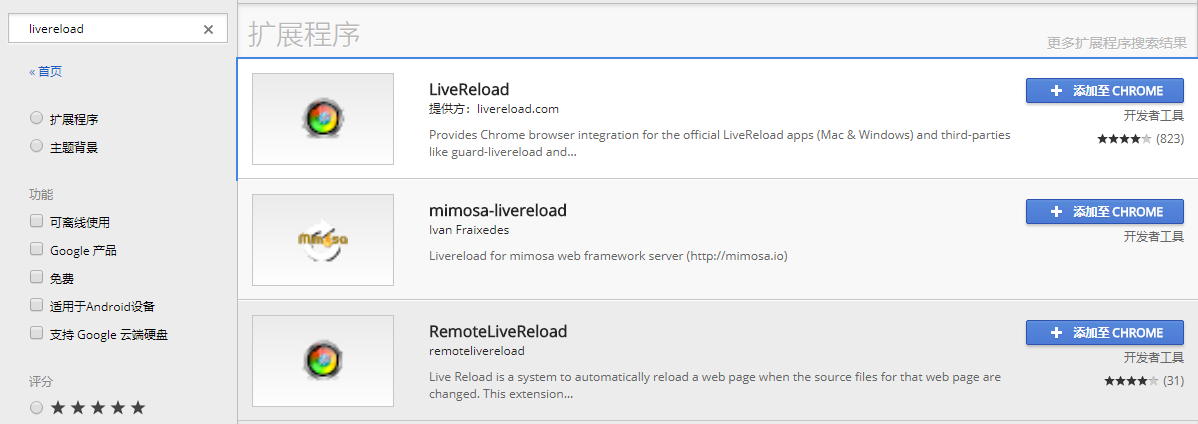 livereload
« 首页
扩展程序
主题背景
功能
可离线使用
Google 产品
免费
适用于Android设备
支持 Google 云端硬盘
评分
扩展程序
更多扩展程序搜索结果
LiveReload
提供方：livereload.com
Provides Chrome browser integration for the official LiveReload apps (Mac & Windows) and third-parties
like guard-livereload and...
添加至 CHROME
开发者工具
(823)
mimosa
mimosa-livereload
Ivan Fraixedes
Livereload for mimosa web framework server (http://mimosa.io)
添加至 CHROME
开发者工具
RemoteLiveReload
remotelivereload
Live Reload is a system to automatically reload a web page when the source files for that web page are
changed. This extension...
添加至 CHROME
开发者工具
(31)